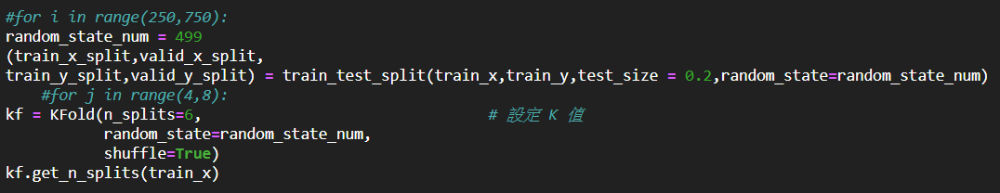 #for i in range(250,750):
random_state_num = 499
(train_x_split,valid_x_split,
train_y_split,valid_y_split) = train_test_split(train_x,train_y,test_size = 0.2,random_state=random_state_num)
    #for j in range(4,8):
kf = KFold(n_splits=6,                             # 設定 K 值
          random_state=random_state_num,
          shuffle=True)
kf.get_n_splits(train_x)